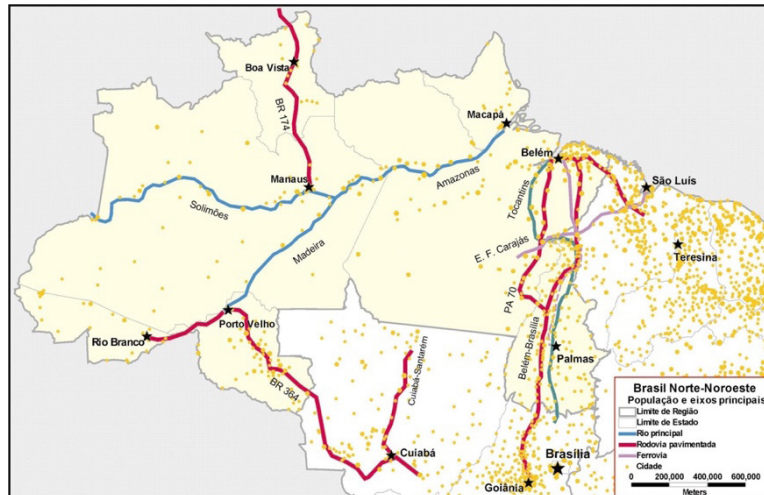 Boa Vista
BR 174
Macapá
Manaus
Belém
São Luís
Solimões
Amazonas
Tocantins
Madeira
E. F. Carajás
Teresina
PA 70
Porto Velho
Rio Branco
Belém-Brasília
Palmas
Cuiabá-Santarém
BR 364
Cuiabá
Brasília
Goiânia
Brasil Norte-Noroeste
População e eixos principais
Limite de Região
Limite de Estado
Rio principal
Rodovia pavimentada
Ferrovia
Cidade
0 200,000 400,000 600,000
Meters